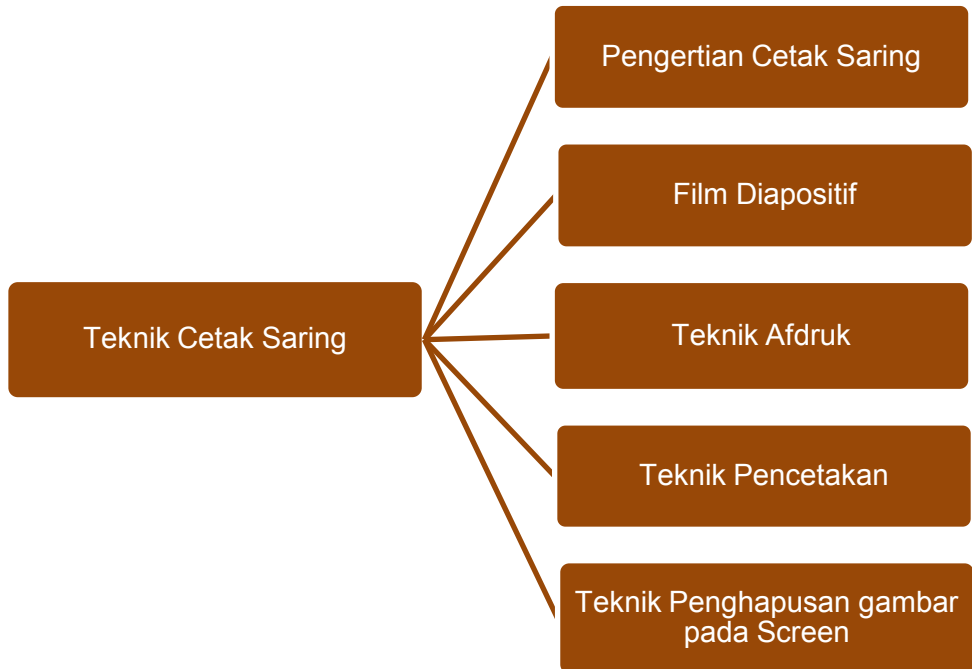 Pengertian Cetak Saring
Film Diapositif
Teknik Cetak Saring
Teknik Afdruk
Teknik Pencetakan
Teknik Penghapusan gambar
pada Screen